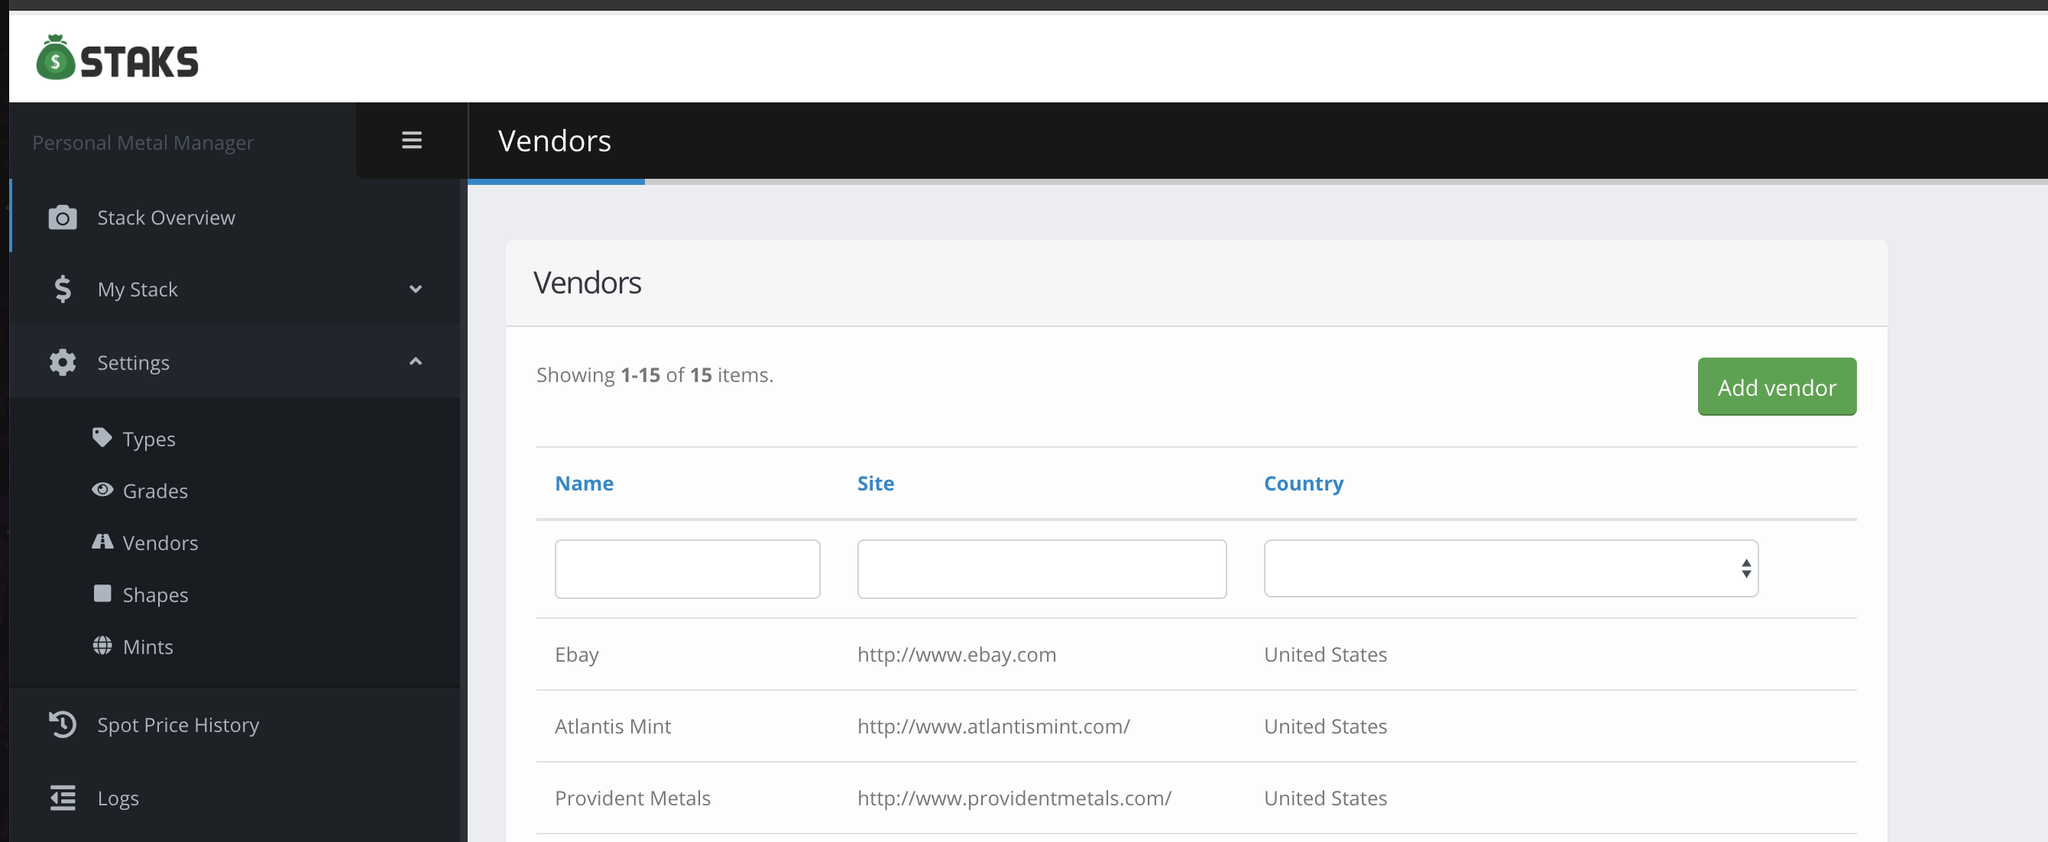 $ STAKS
Personal Metal Manager
Vendors
Stack Overview
My Stack
Settings
Types
Grades
Vendors
Shapes
Mints
Spot Price History
Logs
Vendors
Showing 1-15 of 15 items.
Add vendor
Name Site Country
Ebay http://www.ebay.com United States
Atlantis Mint http://www.atlantismint.com/ United States
Provident Metals http://www.providentmetals.com/ United States